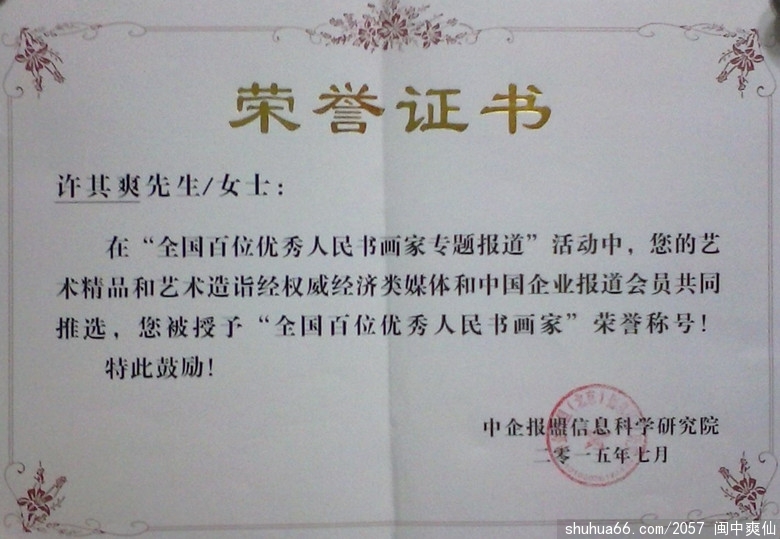 荣誉证书
许其爽先生/女士：
在“全国百位优秀人民书画家专题报道”活动中，您的艺
术精品和艺术造诣经权威经济类媒体和中国企业报道会员共同
推选，您被授予“全国百位优秀人民书画家”荣誉称号！
特此鼓励！
中企报盟信息科学研究院
二零一五年七月
shuhua66.com/2057 闽中爽仙